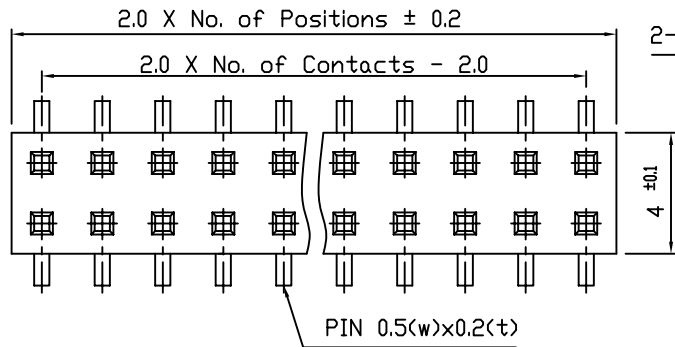 2.0 X No. of Positions ± 0.2
2-
2.0 X No. of Contacts - 2.0
4 ±0.1
PIN 0.5(w)x0.2(t)